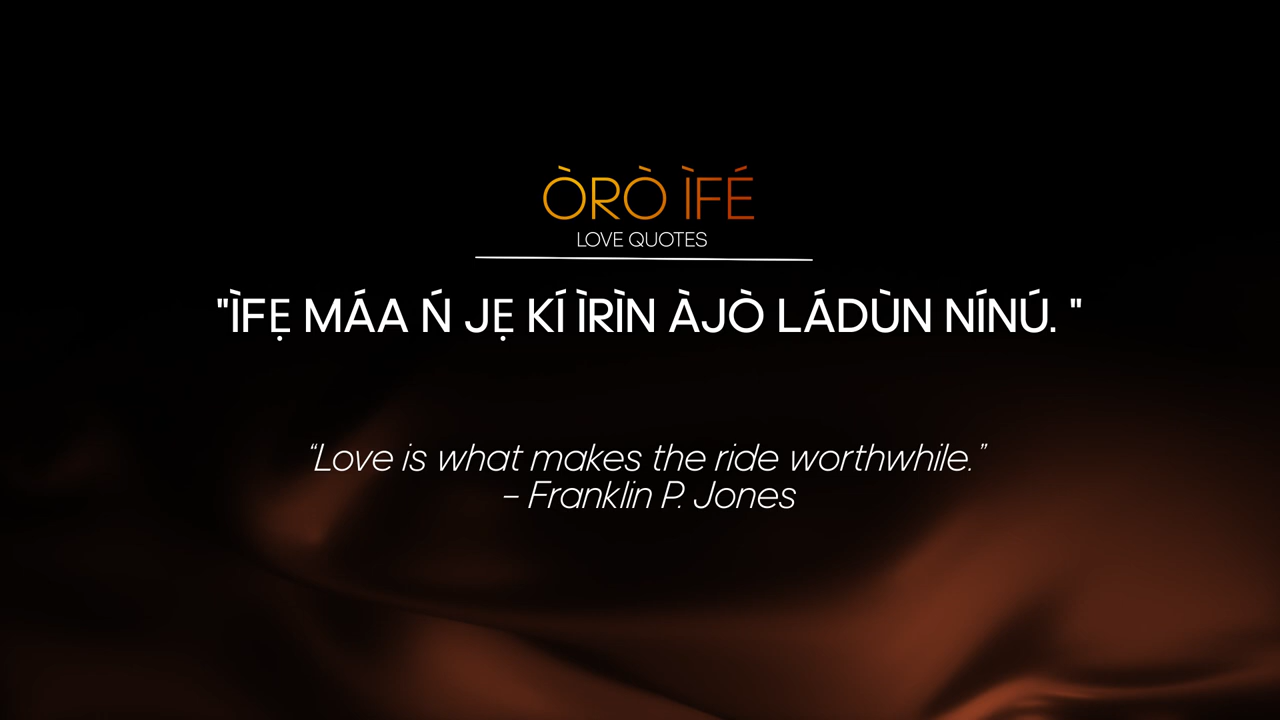 ÒRÒ ÌFÉ
LOVE QUOTES
"ÌFẸ MÁA Ń JẸ KÍ ÌRÌN ÀJÒ LÁDÙN NÍNÚ. "
“Love is what makes the ride worthwhile.”
– Franklin P. Jones